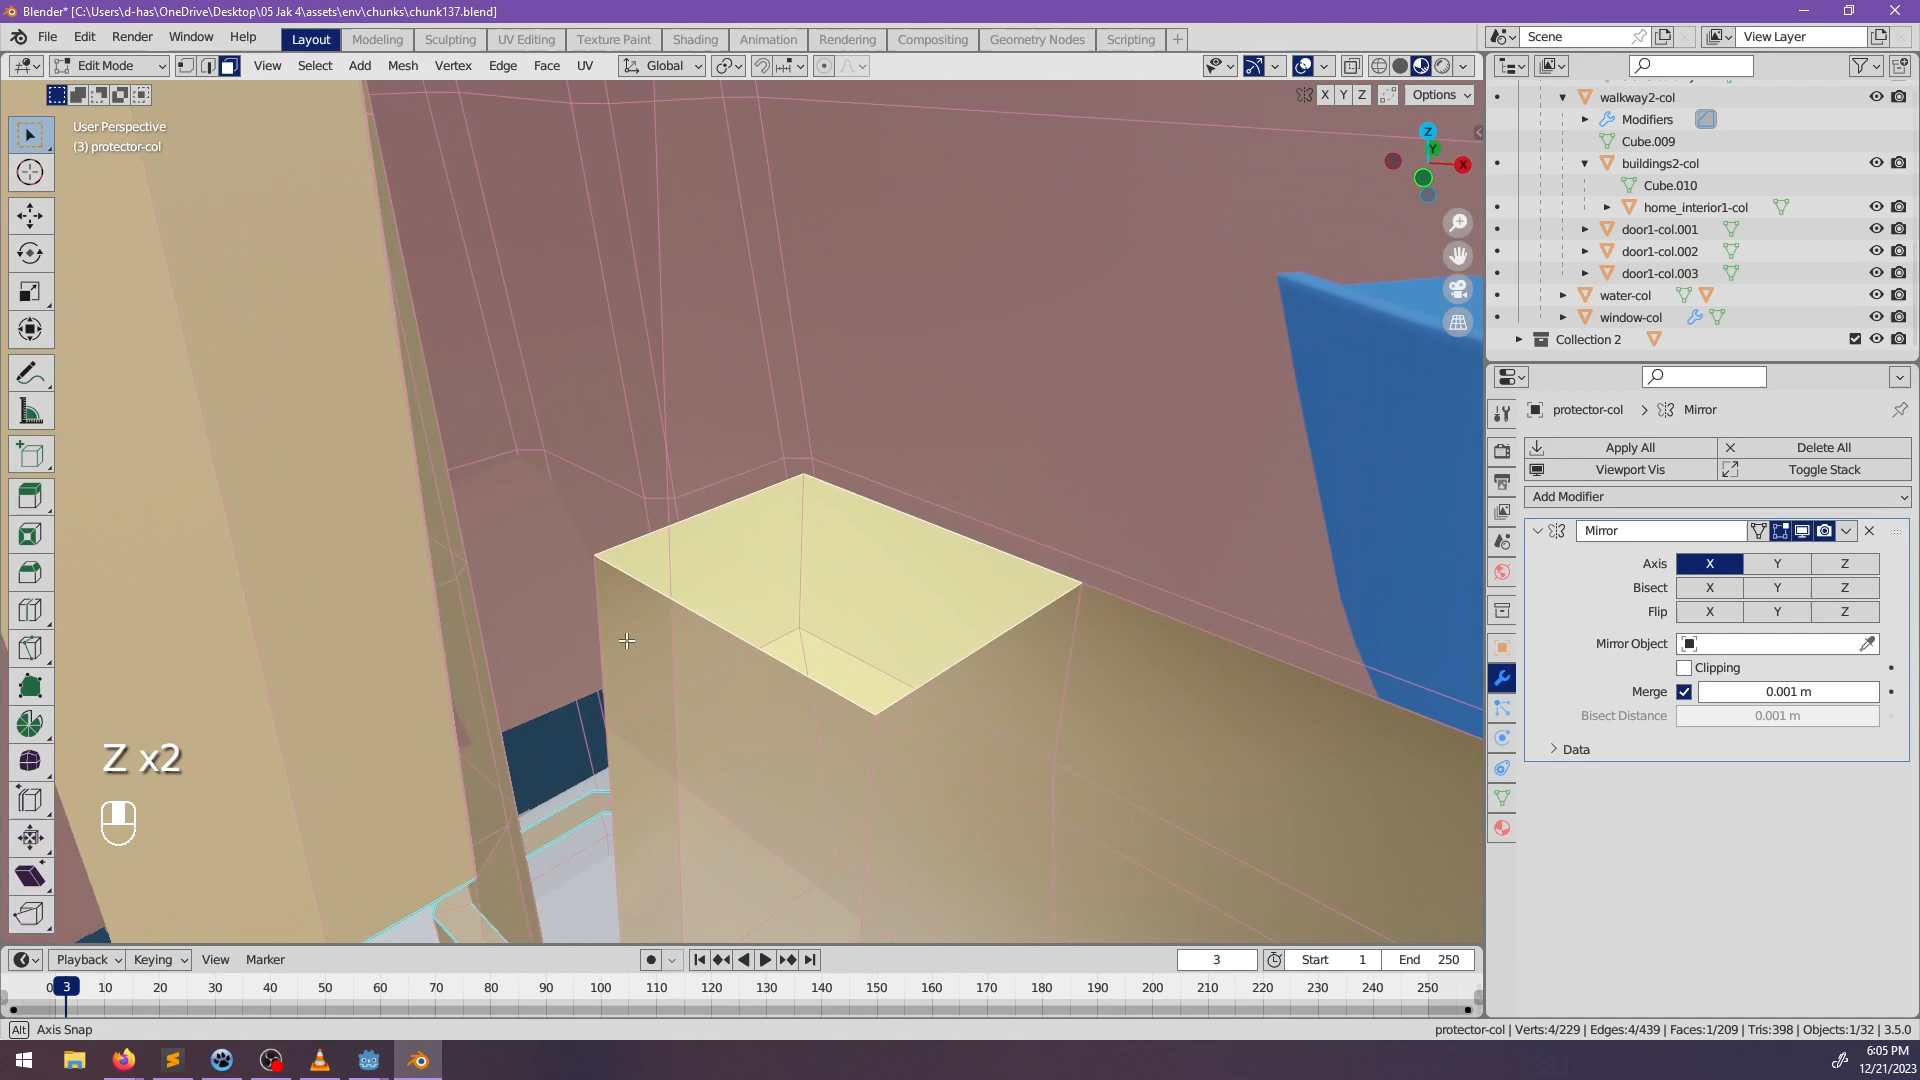 Blender* [C:\Users\d-has\OneDrive\Desktop\05 Jak 4\assets\env\chunks\chunk137.blend]
File Edit Render Window Help Layout Modeling Sculpting UV Editing Texture Paint Shading Animation Rendering Compositing Geometry Nodes Scripting + Scene View Layer
Edit Mode View Select Add Mesh Vertex Edge Face UV Global
X Y Z Options
User Perspective
(3) protector-col
Z
Y
X
walkway2-col
Modifiers
Cube.009
buildings2-col
Cube.010
home_interior1-col
door1-col.001
door1-col.002
door1-col.003
water-col
window-col
Collection 2
protector-col > Mirror
Apply All Delete All
Viewport Vis Toggle Stack
Add Modifier
Mirror
Axis X Y Z
Bisect X Y Z
Flip X Y Z
Mirror Object
Clipping
Merge 0.001 m
Bisect Distance 0.001 m
Data
Z x2
Playback Keying View Marker 3 Start 1 End 250
0 3 10 20 30 40 50 60 70 80 90 100 110 120 130 140 150 160 170 180 190 200 210 220 230 240 250
Alt Axis Snap
protector-col | Verts:4/229 | Edges:4/439 | Faces:1/209 | Tris:398 | Objects:1/32 | 3.5.0
6:05 PM
12/21/2023